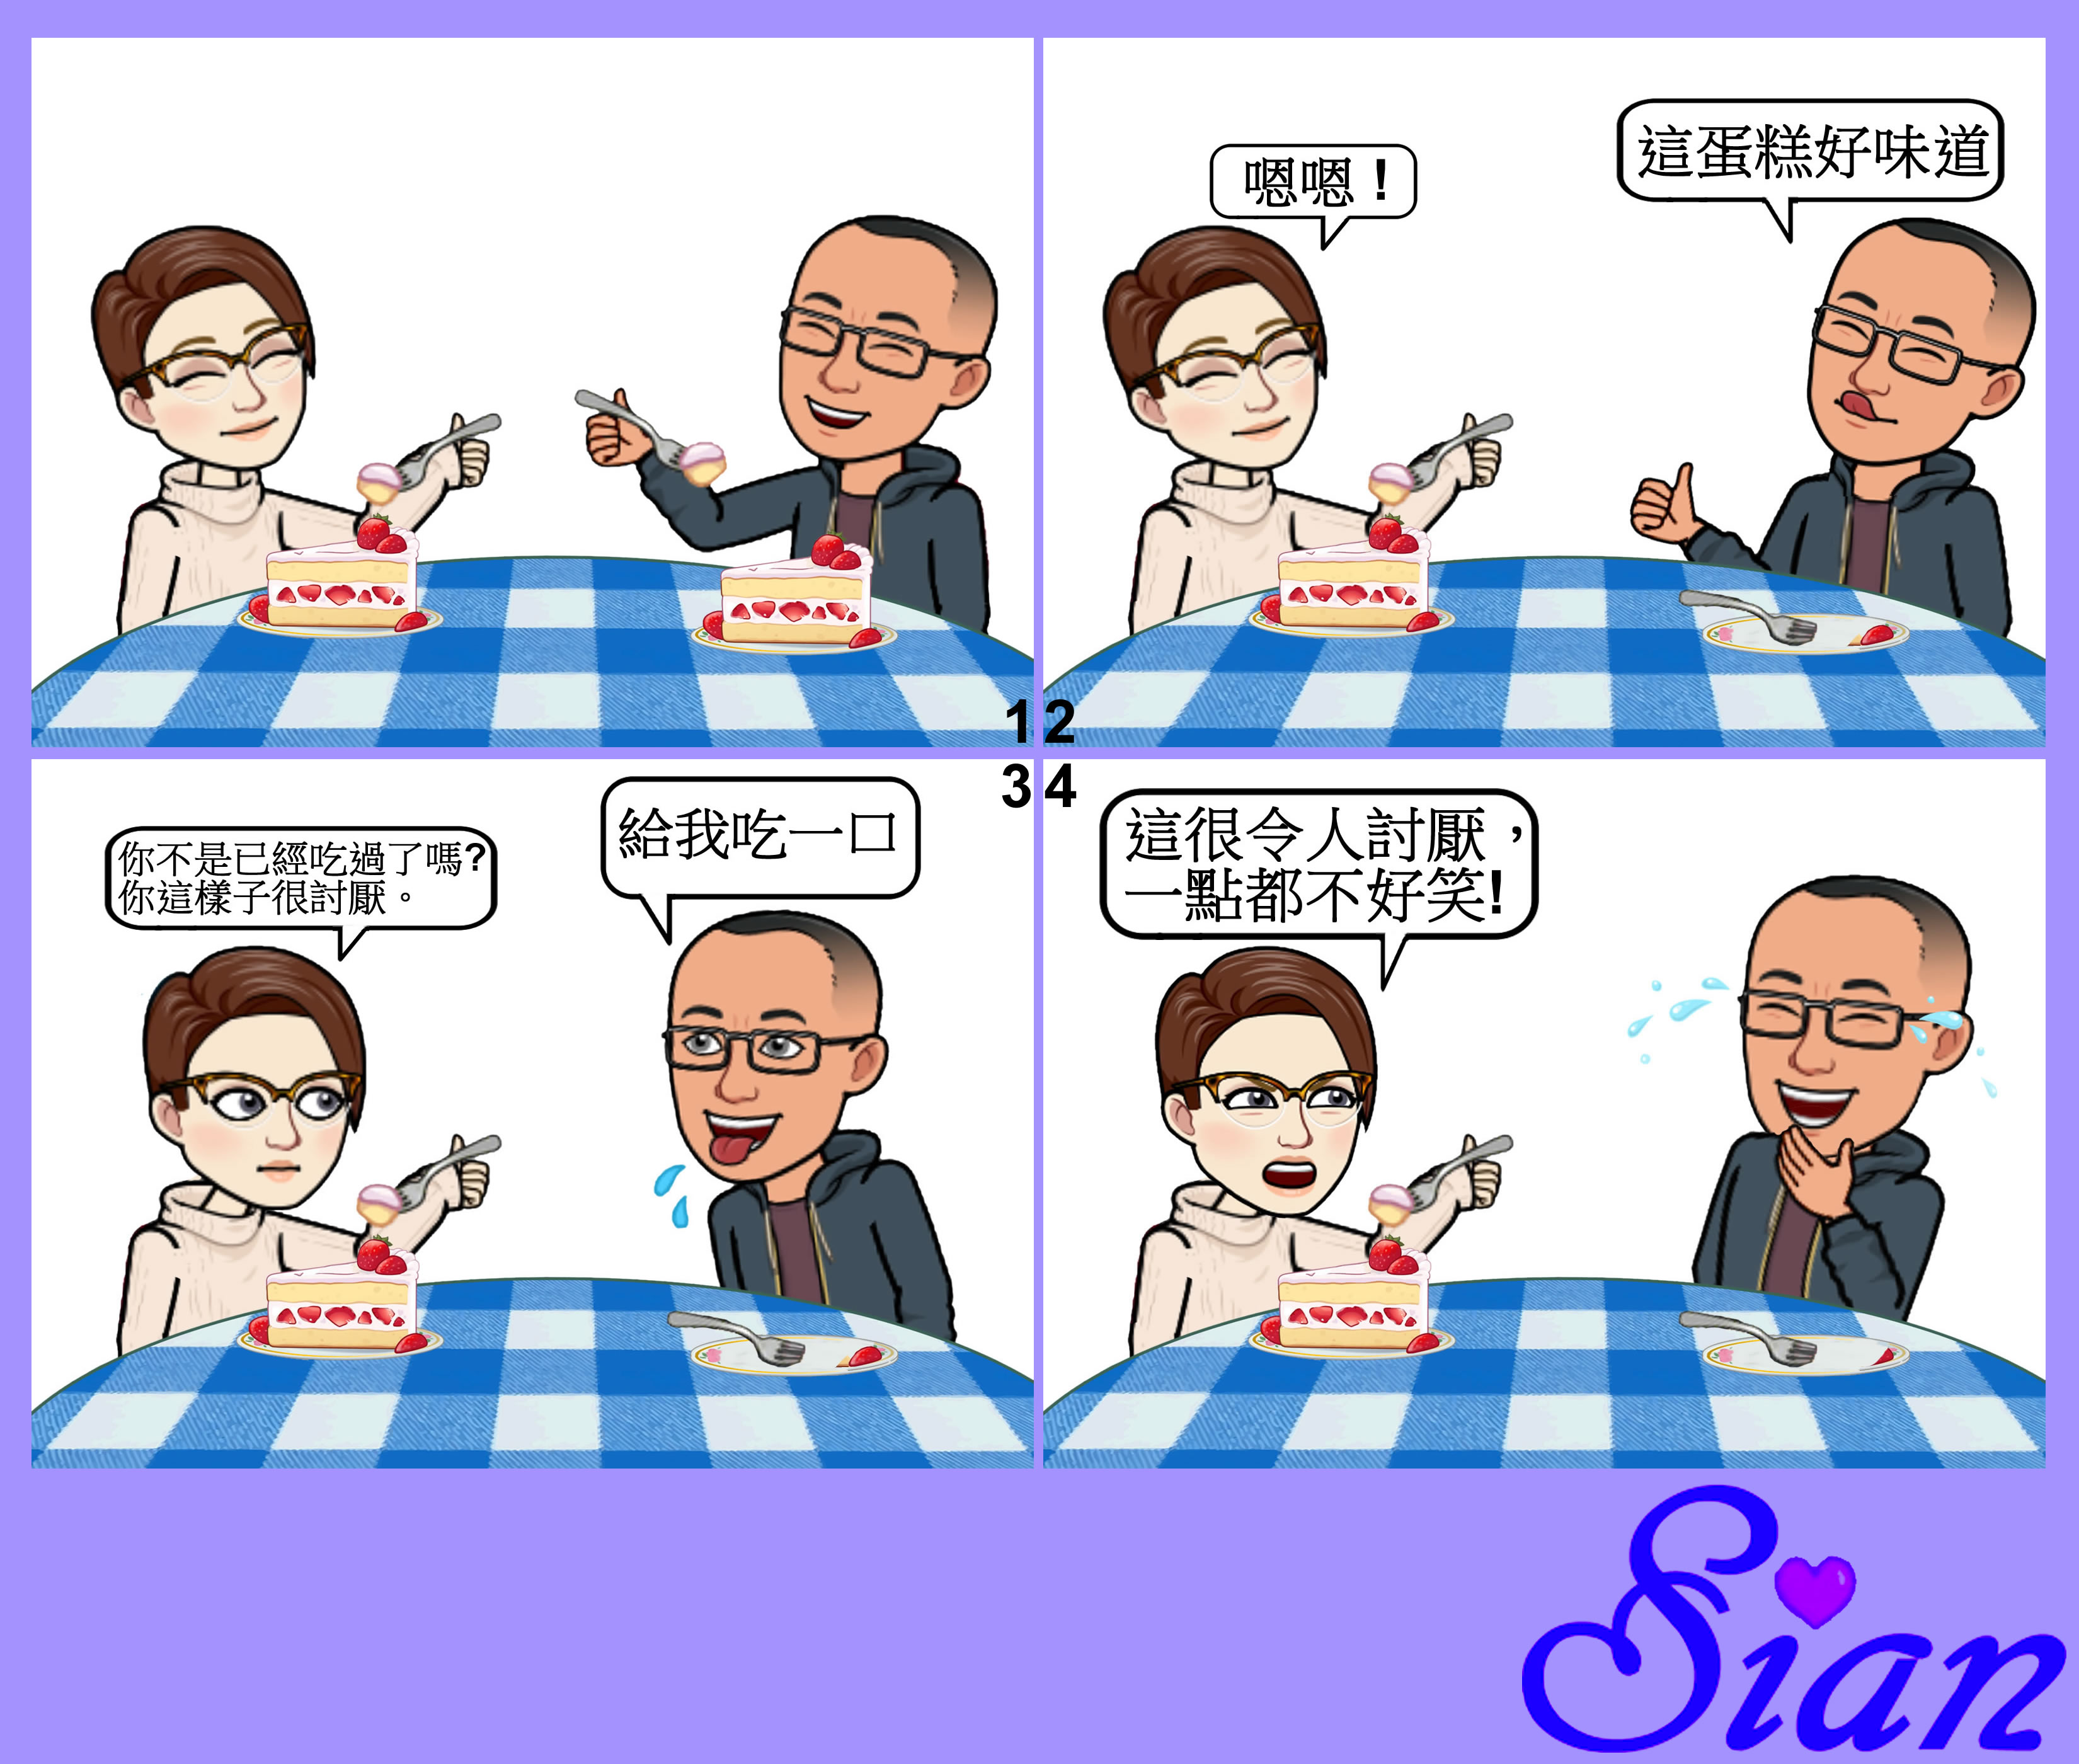 嗯嗯！
這蛋糕好味道
1
2
你不是已經吃過了嗎?
你這樣子很討厭。
給我吃一口
3
4
這很令人討厭，
一點都不好笑!
Sian